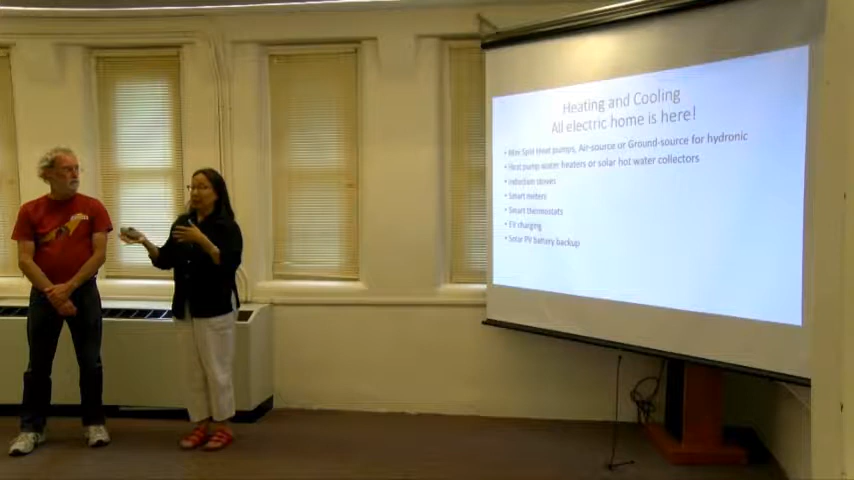 Heating and Cooling
All electric home is here!
• Mini Split Heat pumps, Air-source or Ground-source for hydronic
• Heat pump water heaters or solar hot water collectors
• Induction stoves
• Smart meters
• Smart thermostats
• EV charging
• Solar PV battery backup